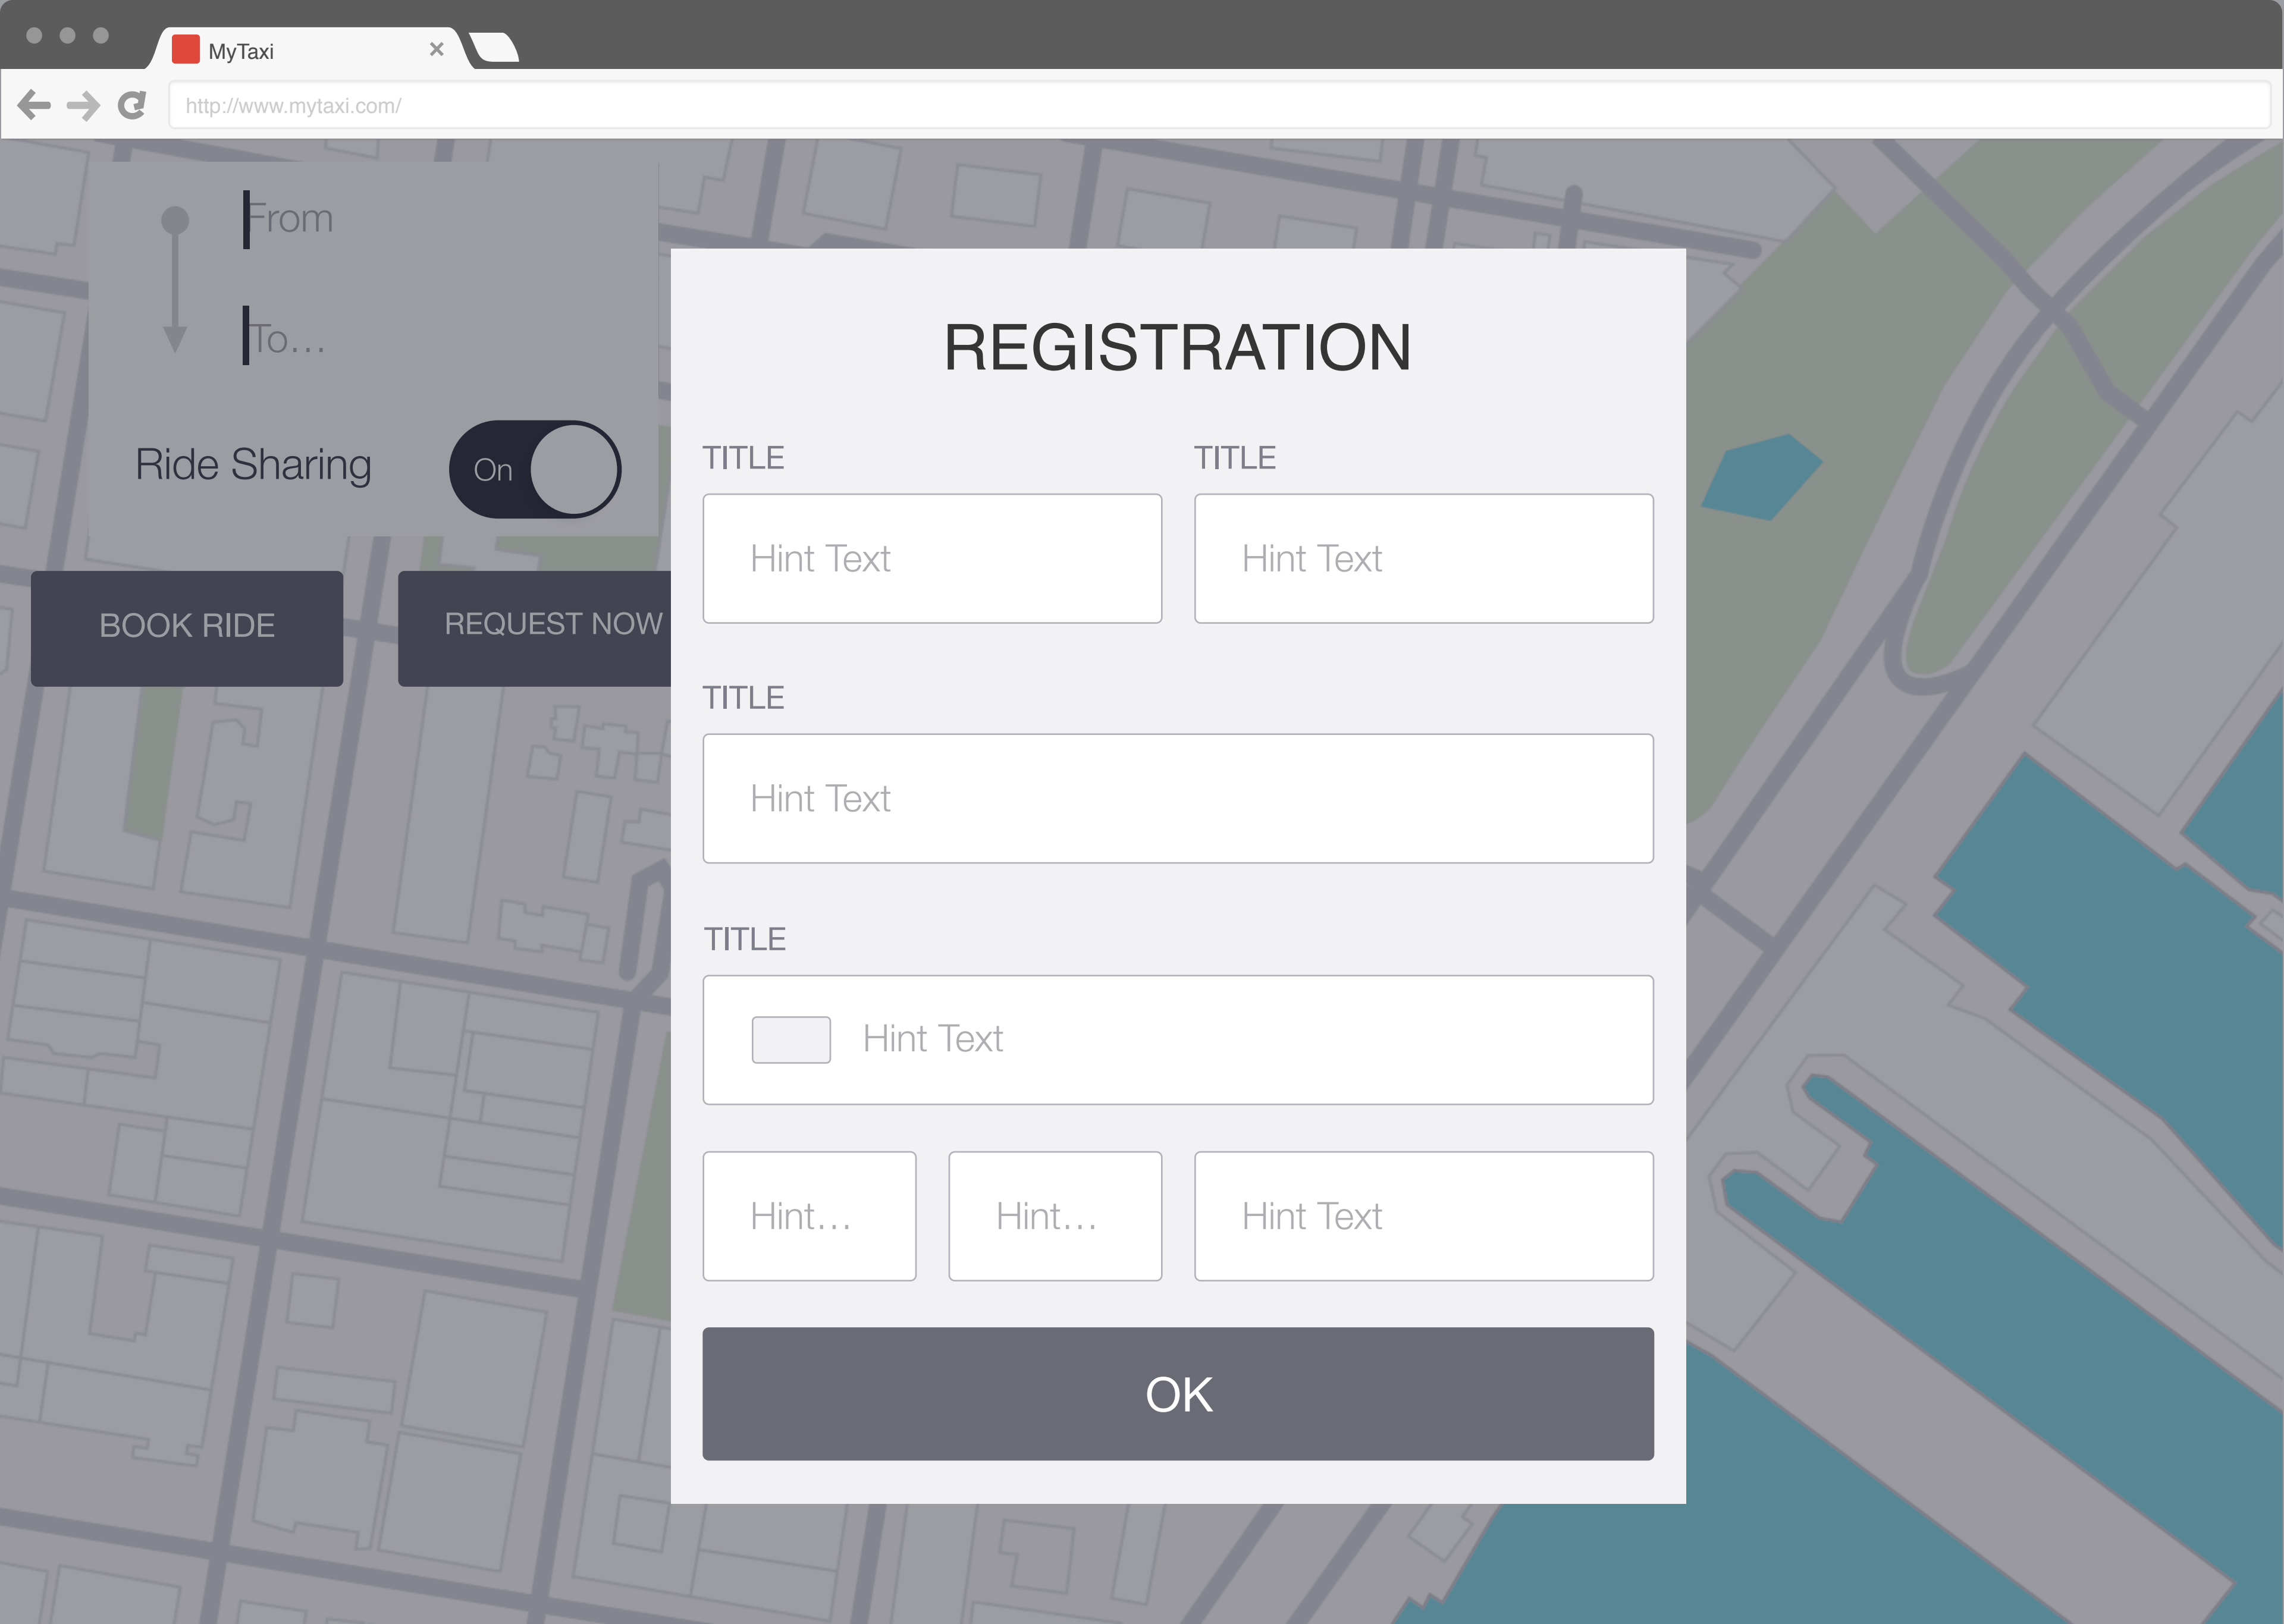 MyTaxi
http://www.mytaxi.com/
From
To...
Ride Sharing
On
BOOK RIDE
REQUEST NOW
REGISTRATION
TITLE
TITLE
Hint Text
Hint Text
TITLE
Hint Text
TITLE
Hint Text
Hint...
Hint...
Hint Text
OK